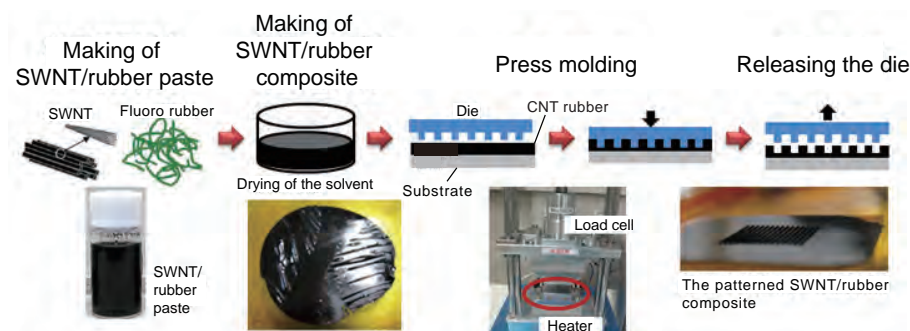 Making of
SWNT/rubber paste
Making of
SWNT/rubber
composite
Press molding
Releasing the die
SWNT
Fluoro rubber
Die
CNT rubber
Drying of the solvent
Substrate
SWNT/
rubber
paste
Load cell
Heater
The patterned SWNT/rubber
composite